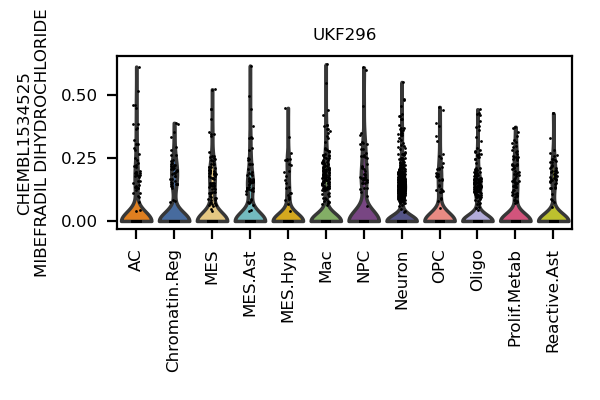 UKF296
CHEMBL1534525
MIBEFRADIL DIHYDROCHLORIDE
0.50
0.25
0.00
AC
Chromatin.Reg
MES
MES.Ast
MES.Hyp
Mac
NPC
Neuron
OPC
Oligo
Prolif.Metab
Reactive.Ast